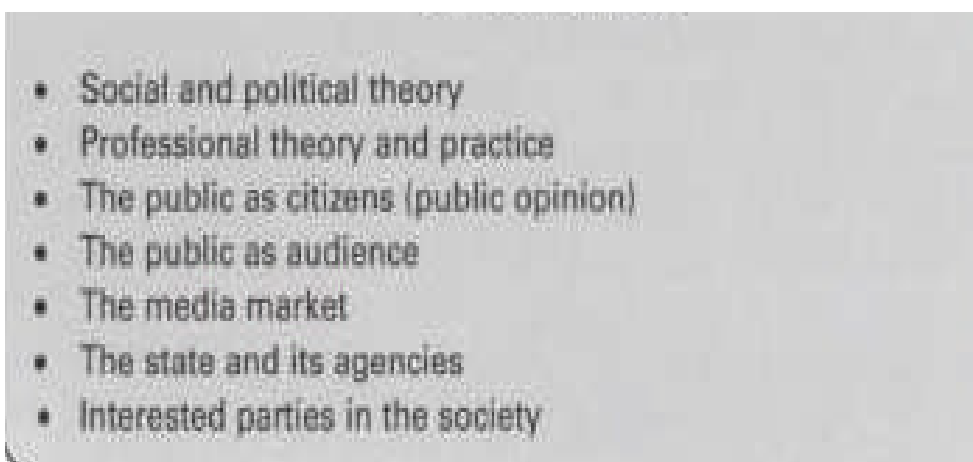 • Social and political theory
• Professional theory and practice
• The public as citizens (public opinion)
• The public as audience
• The media market
• The state and its agencies
• Interested parties in the society